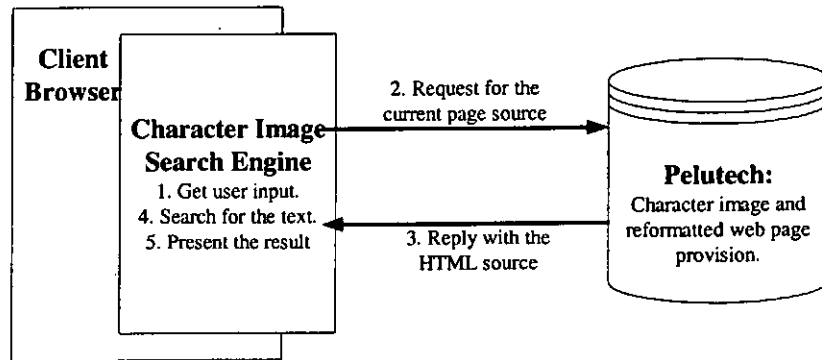 Client
Browser
Character Image
Search Engine
1. Get user input.
4. Search for the text.
5. Present the result
2. Request for the
current page source
3. Reply with the
HTML source
Pelutech:
Character image and
reformatted web page
provision.